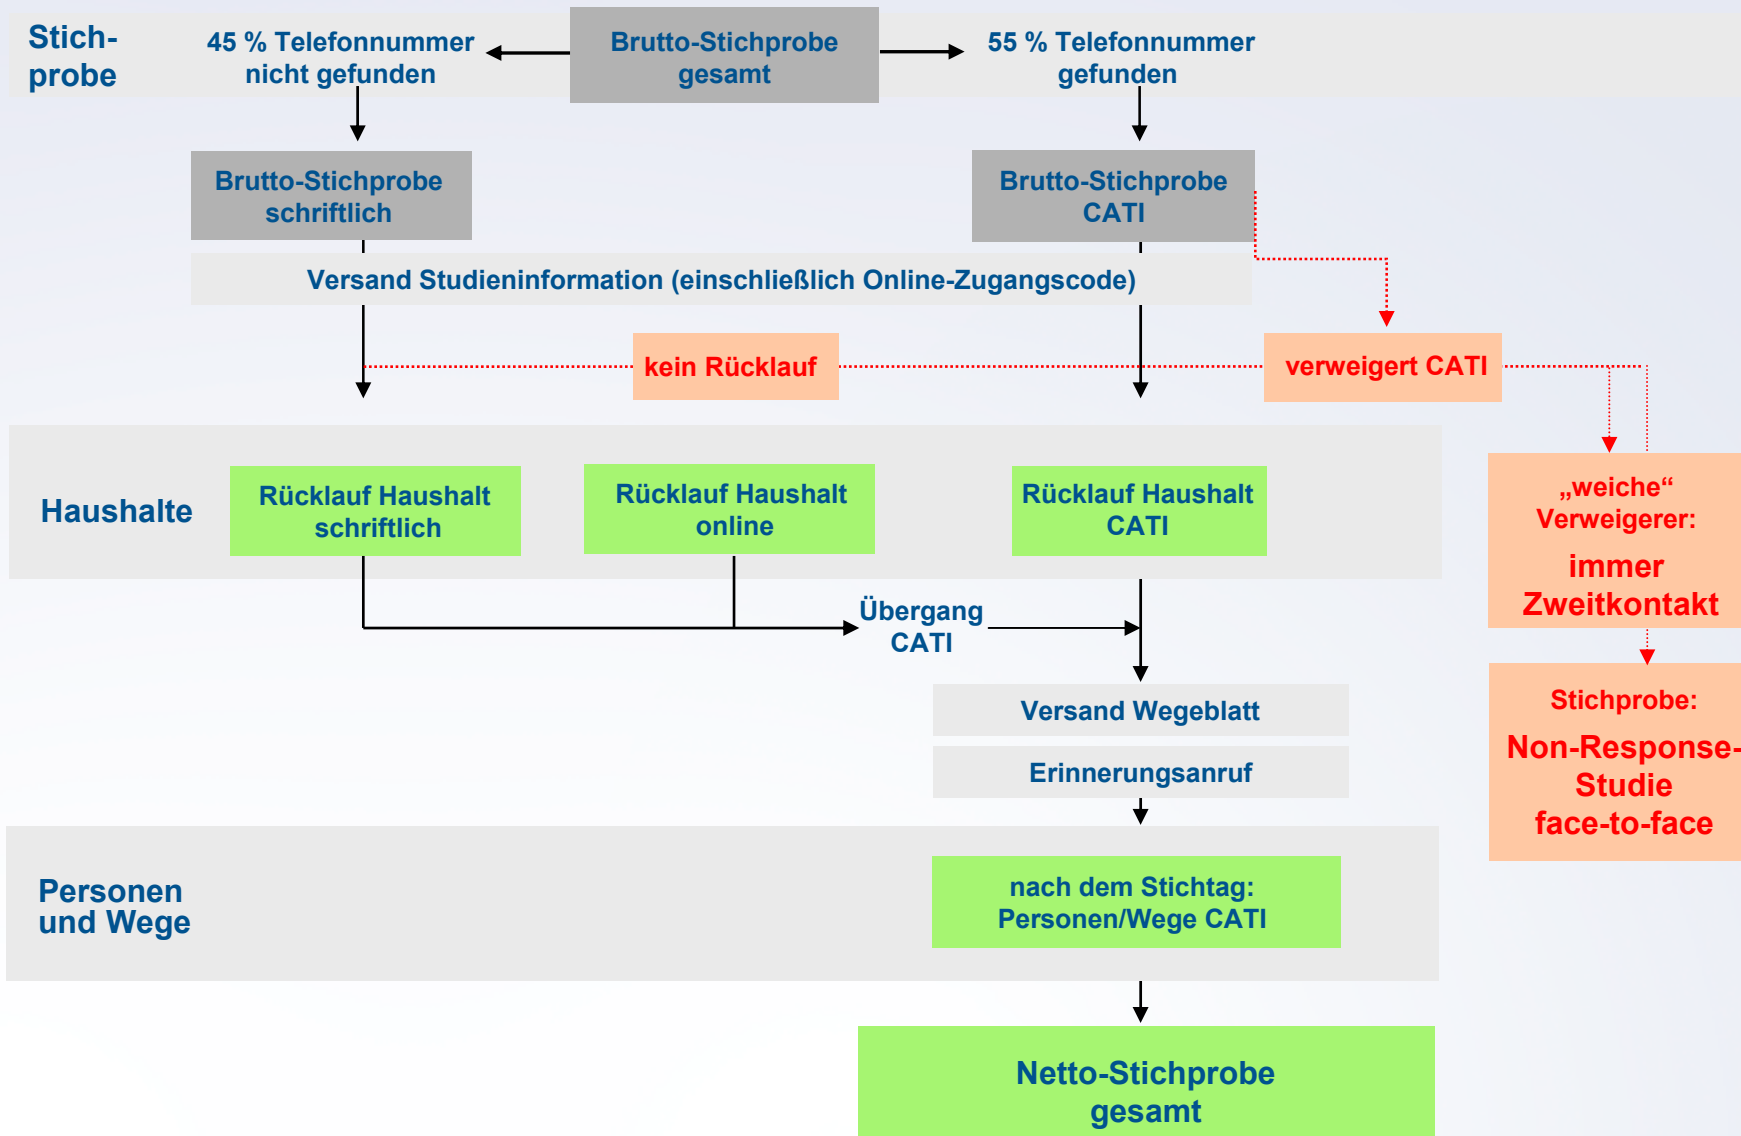 Stich-
probe
45 % Telefonnummer
nicht gefunden
Brutto-Stichprobe
gesamt
55 % Telefonnummer
gefunden
Brutto-Stichprobe
schriftlich
Brutto-Stichprobe
CATI
Versand Studieninformation (einschließlich Online-Zugangscode)
kein Rücklauf
verweigert CATI
Haushalte
Rücklauf Haushalt
schriftlich
Rücklauf Haushalt
online
Rücklauf Haushalt
CATI
„weiche“
Verweigerer:
immer
Zweitkontakt
Übergang
CATI
Versand Wegeblatt
Erinnerungsanruf
Stichprobe:
Non-Response-
Studie
face-to-face
Personen
und Wege
nach dem Stichtag:
Personen/Wege CATI
Netto-Stichprobe
gesamt